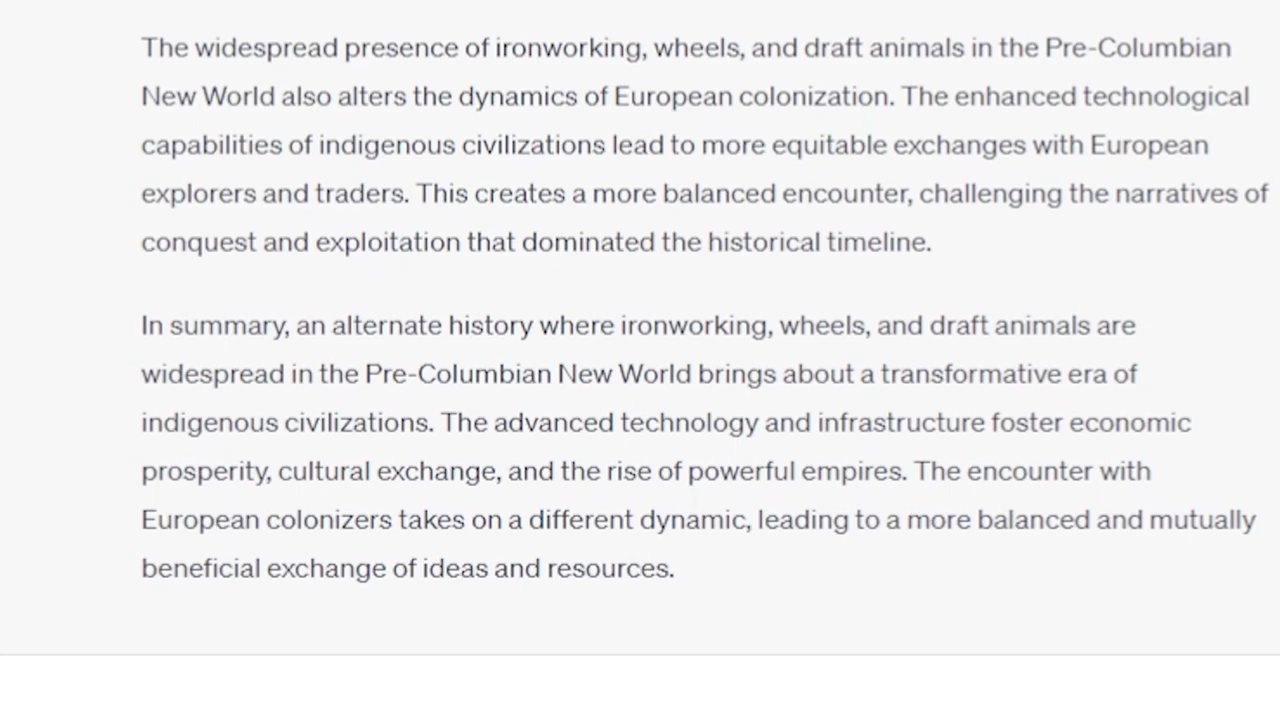 The widespread presence of ironworking, wheels, and draft animals in the Pre-Columbian
New World also alters the dynamics of European colonization. The enhanced technological
capabilities of indigenous civilizations lead to more equitable exchanges with European
explorers and traders. This creates a more balanced encounter, challenging the narratives of
conquest and exploitation that dominated the historical timeline.
In summary, an alternate history where ironworking, wheels, and draft animals are
widespread in the Pre-Columbian New World brings about a transformative era of
indigenous civilizations. The advanced technology and infrastructure foster economic
prosperity, cultural exchange, and the rise of powerful empires. The encounter with
European colonizers takes on a different dynamic, leading to a more balanced and mutually
beneficial exchange of ideas and resources.